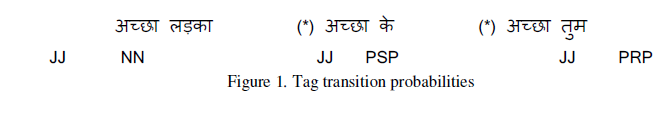 अच्छा लड़का (*) अच्छा के (*) अच्छा तुम
JJ NN JJ PSP JJ PRP
Figure 1. Tag transition probabilities